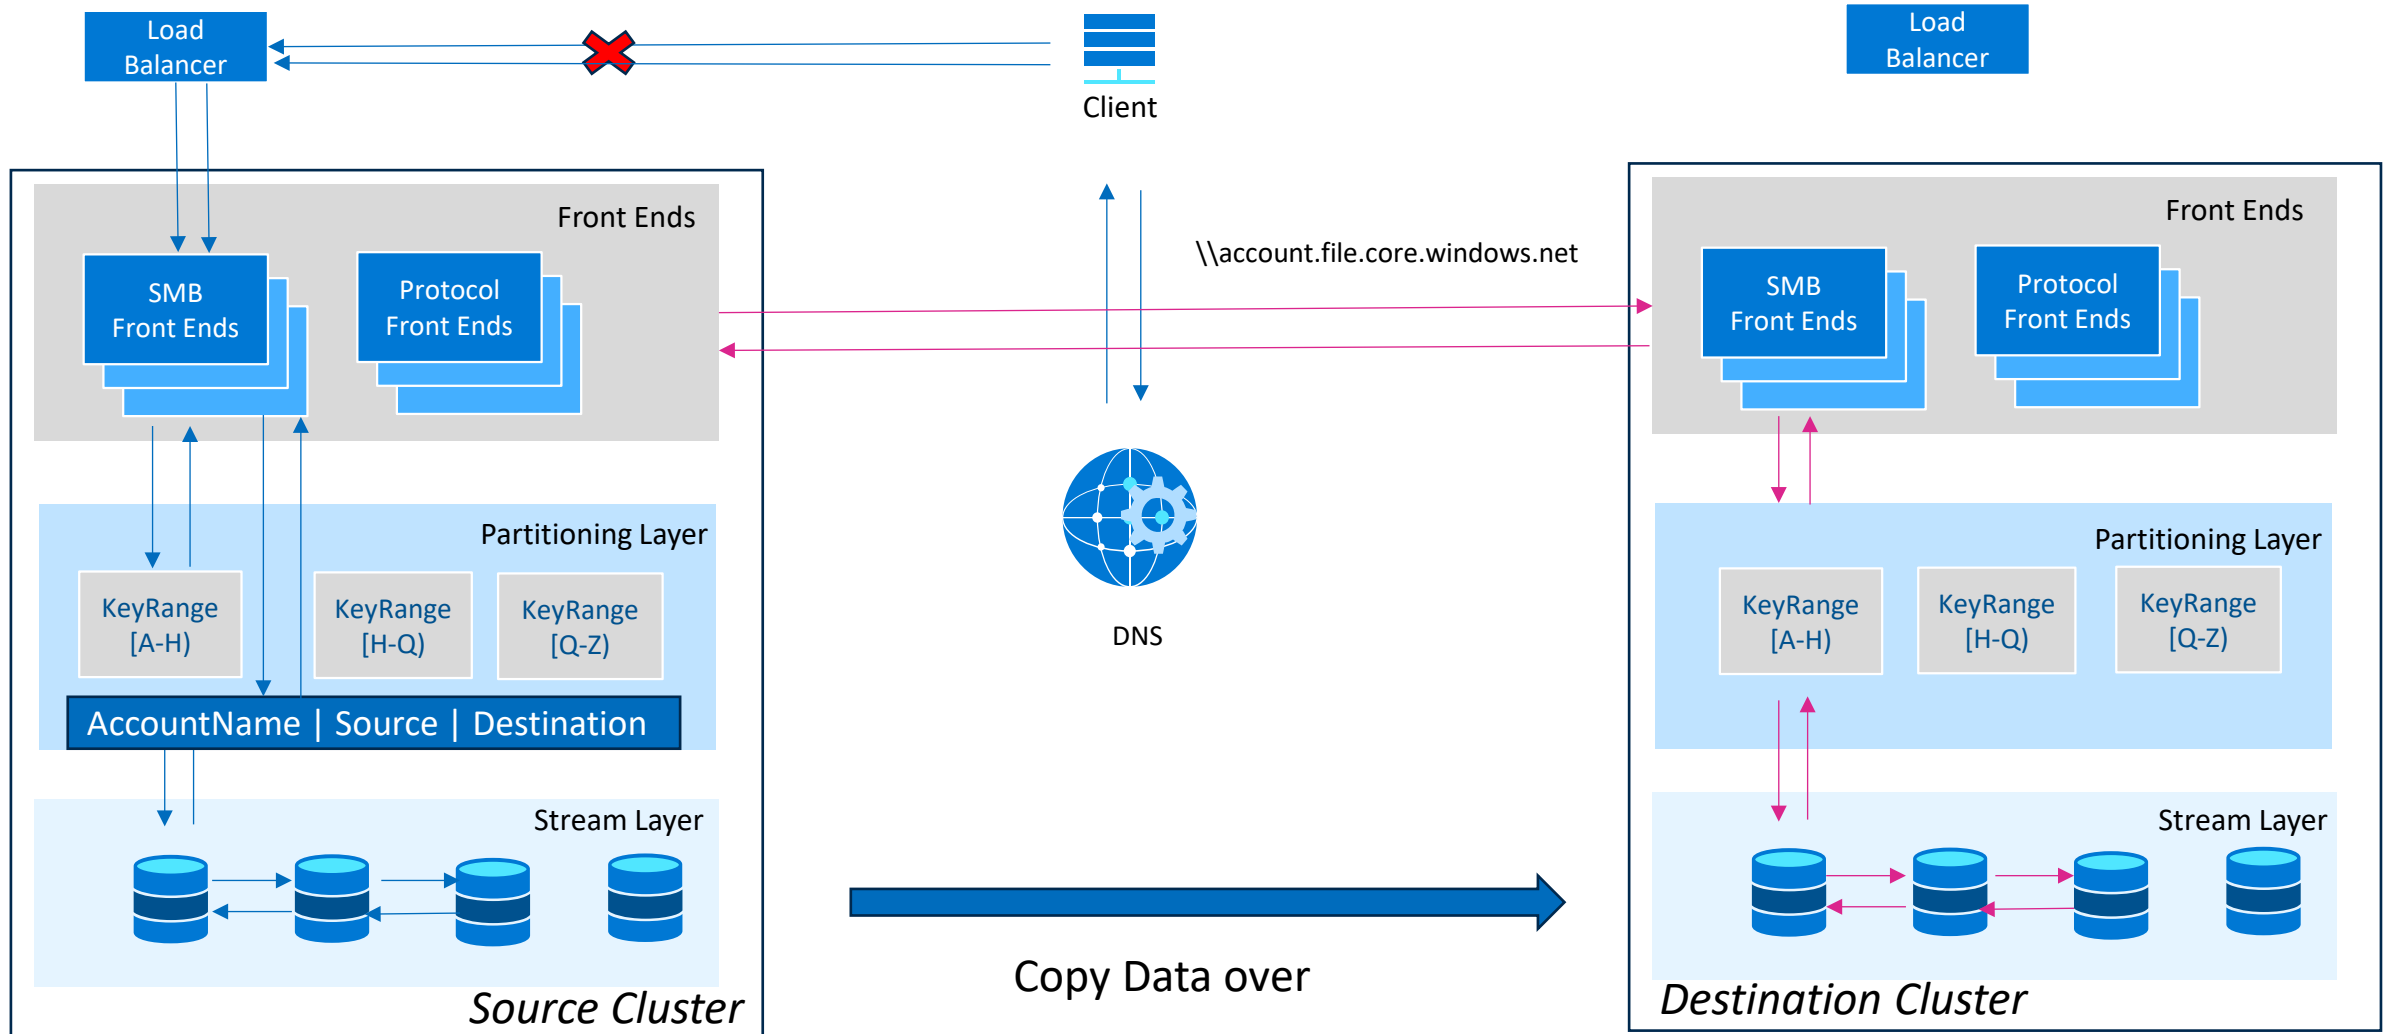 Load
Balancer
Client
Load
Balancer
Front Ends
SMB
Front Ends
Protocol
Front Ends
\\account.file.core.windows.net
Front Ends
SMB
Front Ends
Protocol
Front Ends
Partitioning Layer
KeyRange
[A-H)
KeyRange
[H-Q)
KeyRange
[Q-Z)
AccountName | Source | Destination
DNS
Partitioning Layer
KeyRange
[A-H)
KeyRange
[H-Q)
KeyRange
[Q-Z)
Stream Layer
Source Cluster
Copy Data over
Stream Layer
Destination Cluster